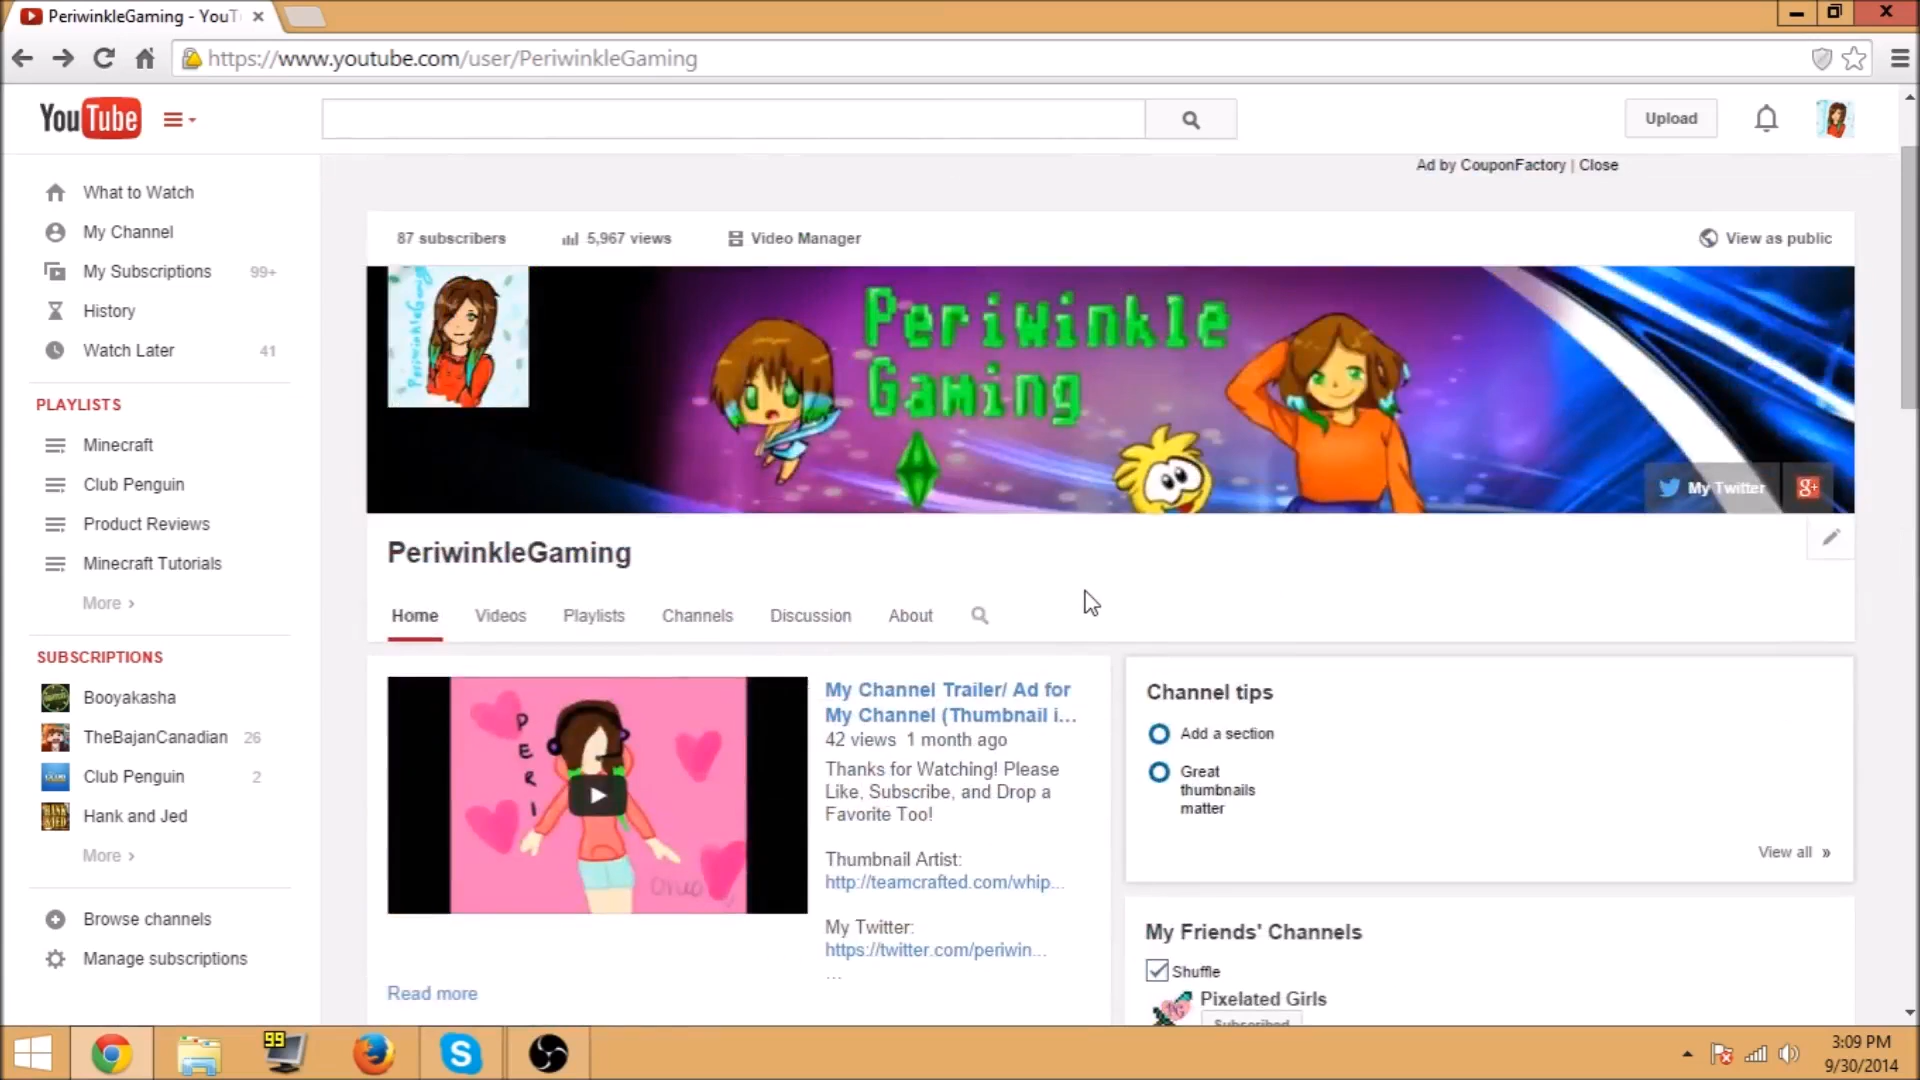 PeriwinkleGaming - YouT
https://www.youtube.com/user/PeriwinkleGaming
YouTube
Upload
What to Watch
My Channel
My Subscriptions 99+
History
Watch Later 41
PLAYLISTS
Minecraft
Club Penguin
Product Reviews
Minecraft Tutorials
More >
SUBSCRIPTIONS
Booyakasha
TheBajanCanadian 26
Club Penguin 2
Hank and Jed
More >
Browse channels
Manage subscriptions
Ad by CouponFactory | Close
87 subscribers 5,967 views Video Manager View as public
PeriwinkleGaming
Periwinkle
Gaming
My Twitter g+
PeriwinkleGaming
Home Videos Playlists Channels Discussion About
PERI
My Channel Trailer/ Ad for
My Channel (Thumbnail i...
42 views 1 month ago
Thanks for Watching! Please
Like, Subscribe, and Drop a
Favorite Too!
Thumbnail Artist:
http://teamcrafted.com/whip...
My Twitter:
https://twitter.com/periwin...
...
Read more
Channel tips
Add a section
Great
thumbnails
matter
View all »
My Friends' Channels
Shuffle
Pixelated Girls
Subscribed
99
3:09 PM
9/30/2014